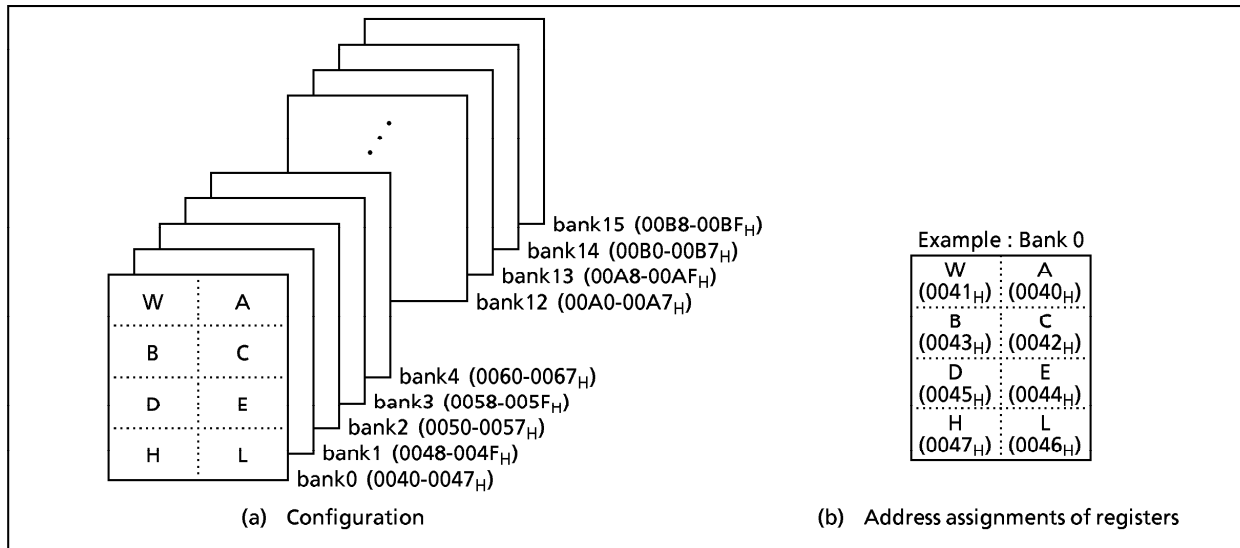 bank15 (00B8-00BFH)
bank14 (00B0-00B7H)
bank13 (00A8-00AFH)
bank12 (00A0-00A7H)
bank4 (0060-0067H)
bank3 (0058-005FH)
bank2 (0050-0057H)
bank1 (0048-004FH)
bank0 (0040-0047H)
W A
B C
D E
H L
(a) Configuration
Example : Bank 0
W A
(0041H) (0040H)
B C
(0043H) (0042H)
D E
(0045H) (0044H)
H L
(0047H) (0046H)
(b) Address assignments of registers